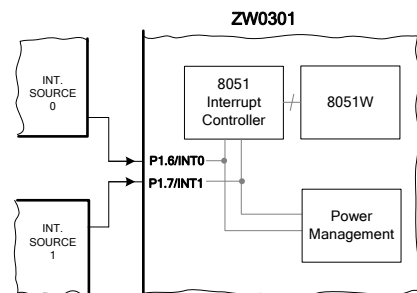 ZW0301
INT.
SOURCE
0
8051
Interrupt
Controller
8051W
P1.6/INT0
P1.7/INT1
INT.
SOURCE
1
Power
Management